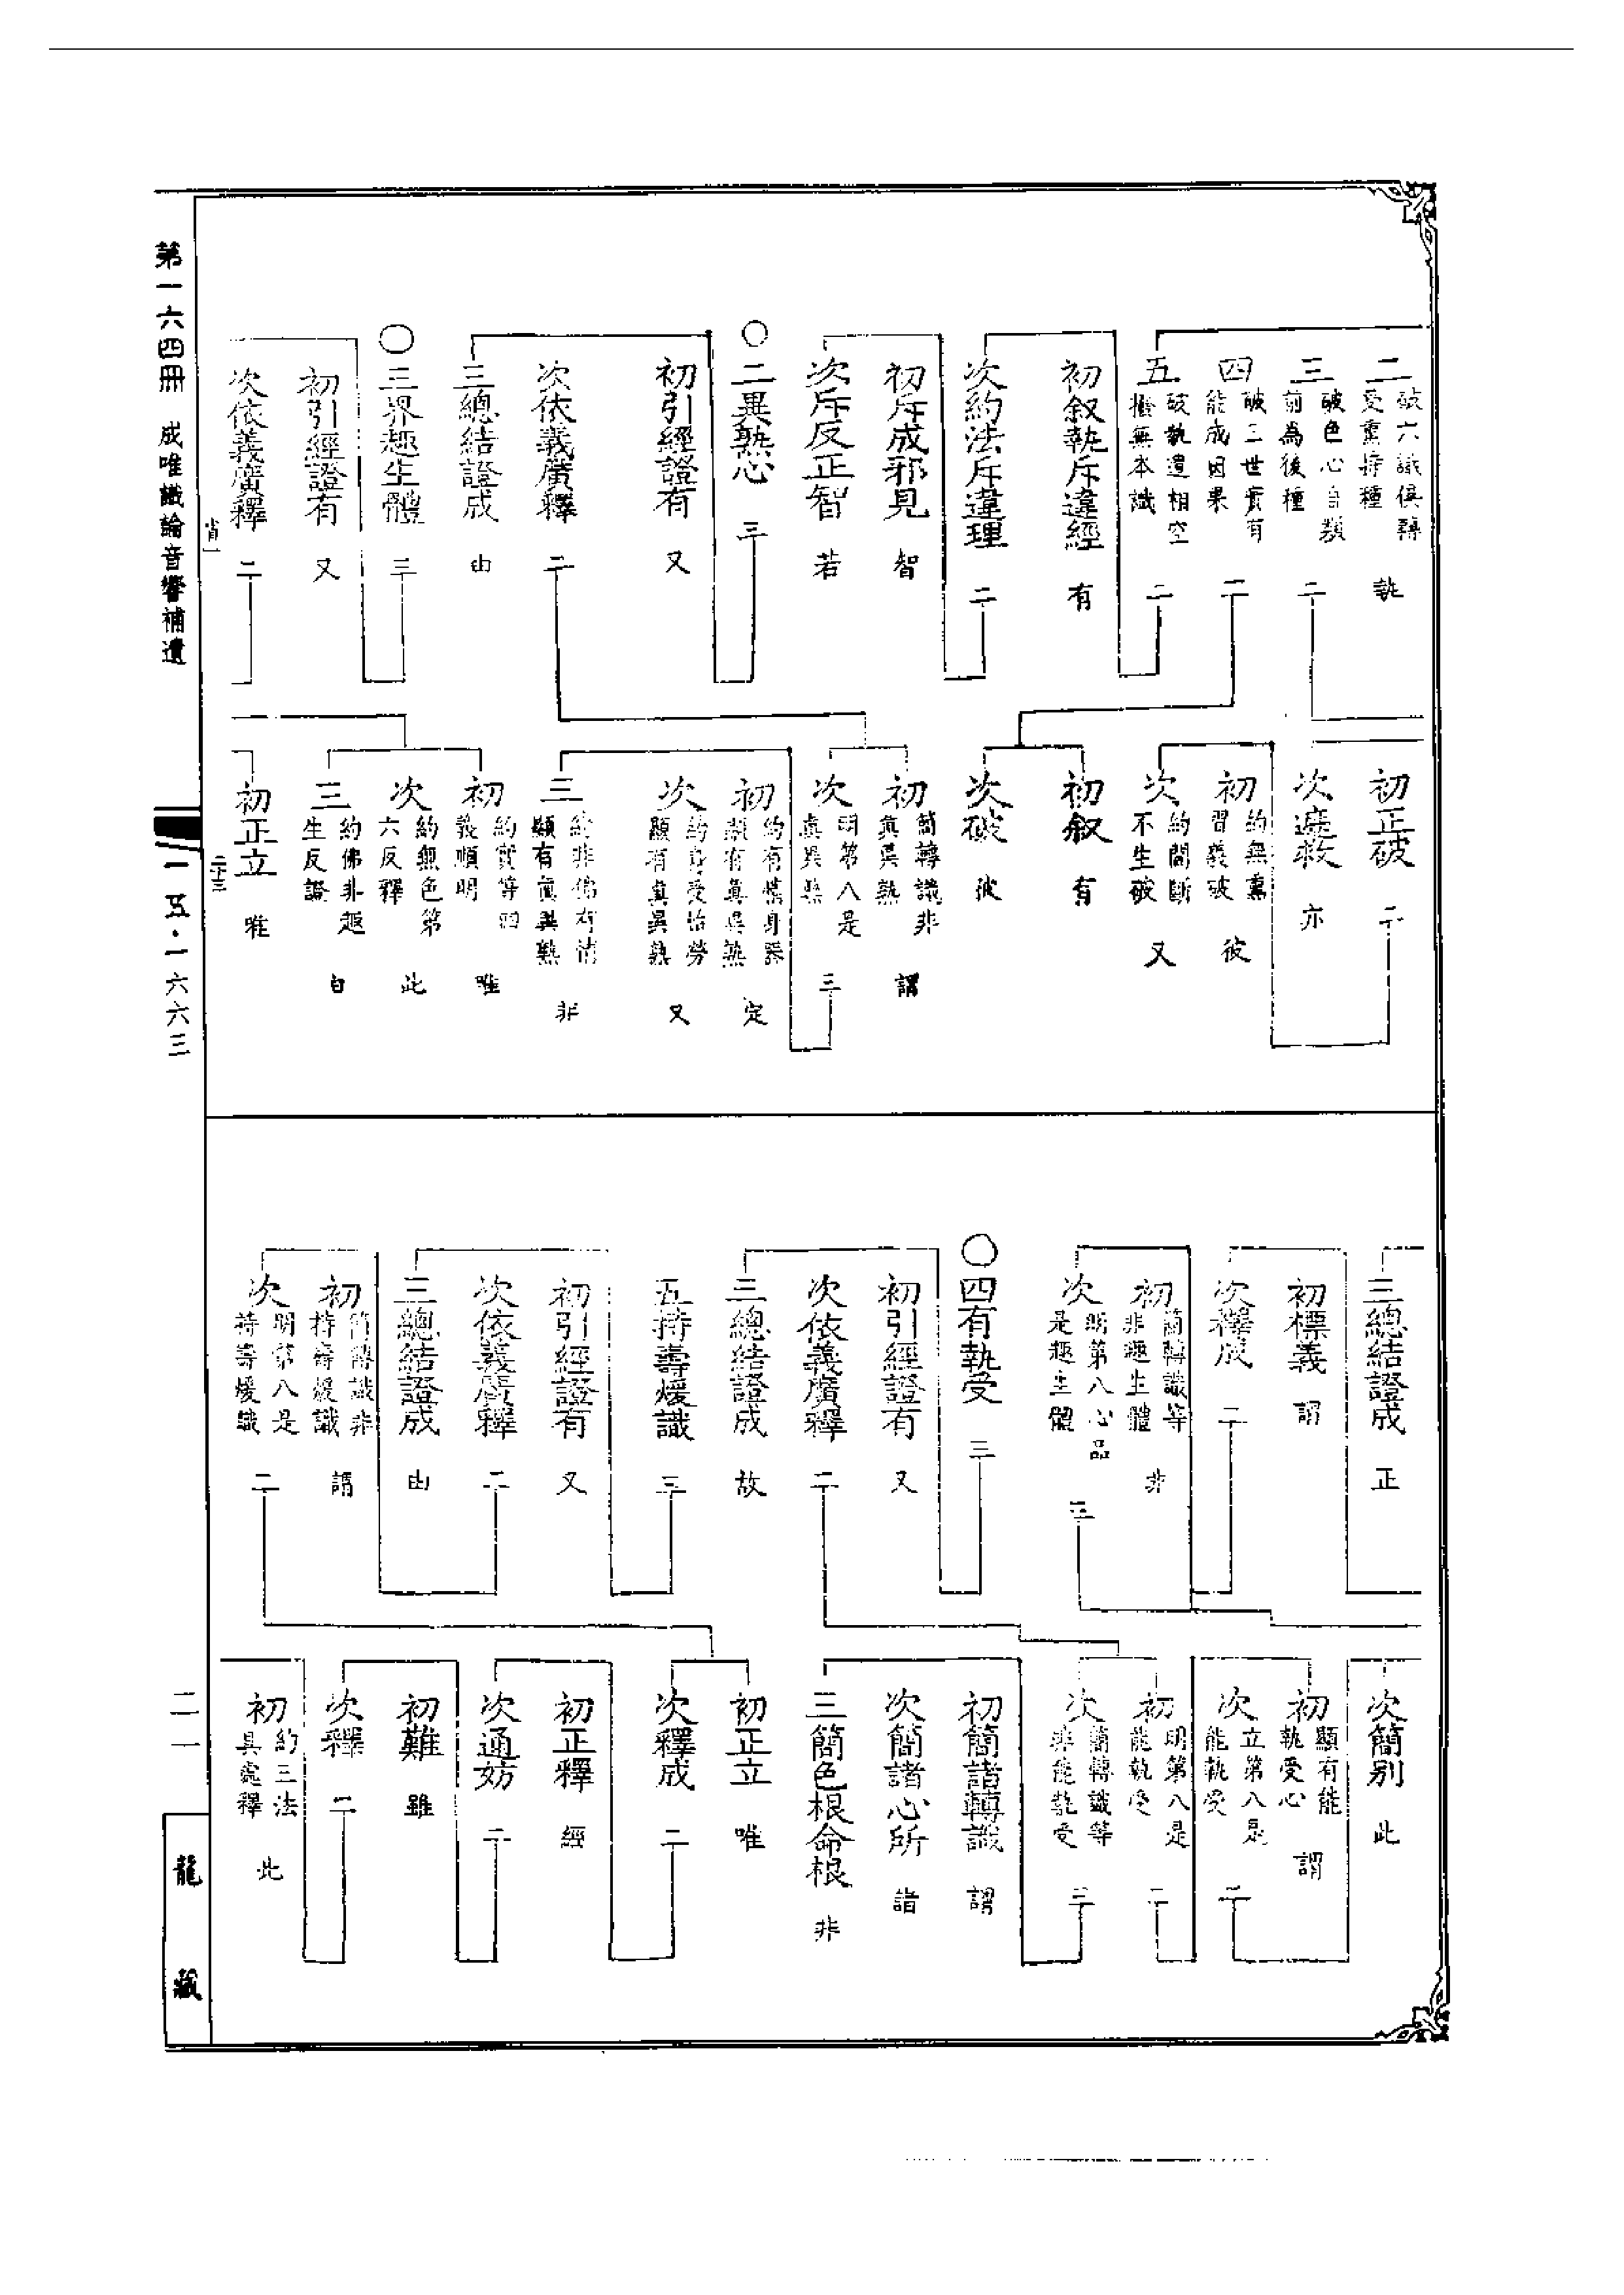 二 破六識俱轉受熏持種 執
三 破色心自類前為後種 二
四 破三世實有能成因果 二
五 破執遣相空撥無本識 二
初叙執斥違經 有
次約法斥違理 二
初斥成邪見 智
次斥反正智 若
○二異熟心 三
初引經證有 又
次依義廣釋 二
三總結證成 由
○三界趣生體 三
初引經證有 又
次依義廣釋 二
初正破 二
次遮救 亦
初 約無熏習義破 彼
次 約間斷不生破 又
初叙 有
次破 彼
初 簡轉識非真異熟 謂
次 明第八是真異熟 三
初 約有情身器顯有真異熟 定
次 約身受怡勞顯有真異熟 又
三 約非佛有情顯有真異熟 非
初 約實等四義順明 唯
次 約無色第六反釋 此
三 約佛非趣生反證 由
初正立 唯
三總結證成 正
初標義 謂
次釋成 二
初 簡轉識等非趣生體 非
次 明第八心品是趣生體
○四有執受 三
初引經證有 又
次依義廣釋 二
三總結證成 故
五持壽煖識 三
初引經證有 又
次依義廣釋 二
三總結證成 由
初 簡轉識非持壽煖識 謂
次 明第八是持壽煖識 二
次簡別 此
初 顯有能執受心 謂
次 立第八是能執受 二
初 明第八是能執受 二
次 簡轉識等非能執受 三
初簡諸轉識 謂
次簡諸心所 諸
三簡色根命根 非
初正立 唯
次釋成 二
初正釋 經
次通妨 二
初難 雖
次釋 二
初 約三法具處釋 此
第一六四冊 成唯識論音響補遺
一五·一六六三
二一
龍藏